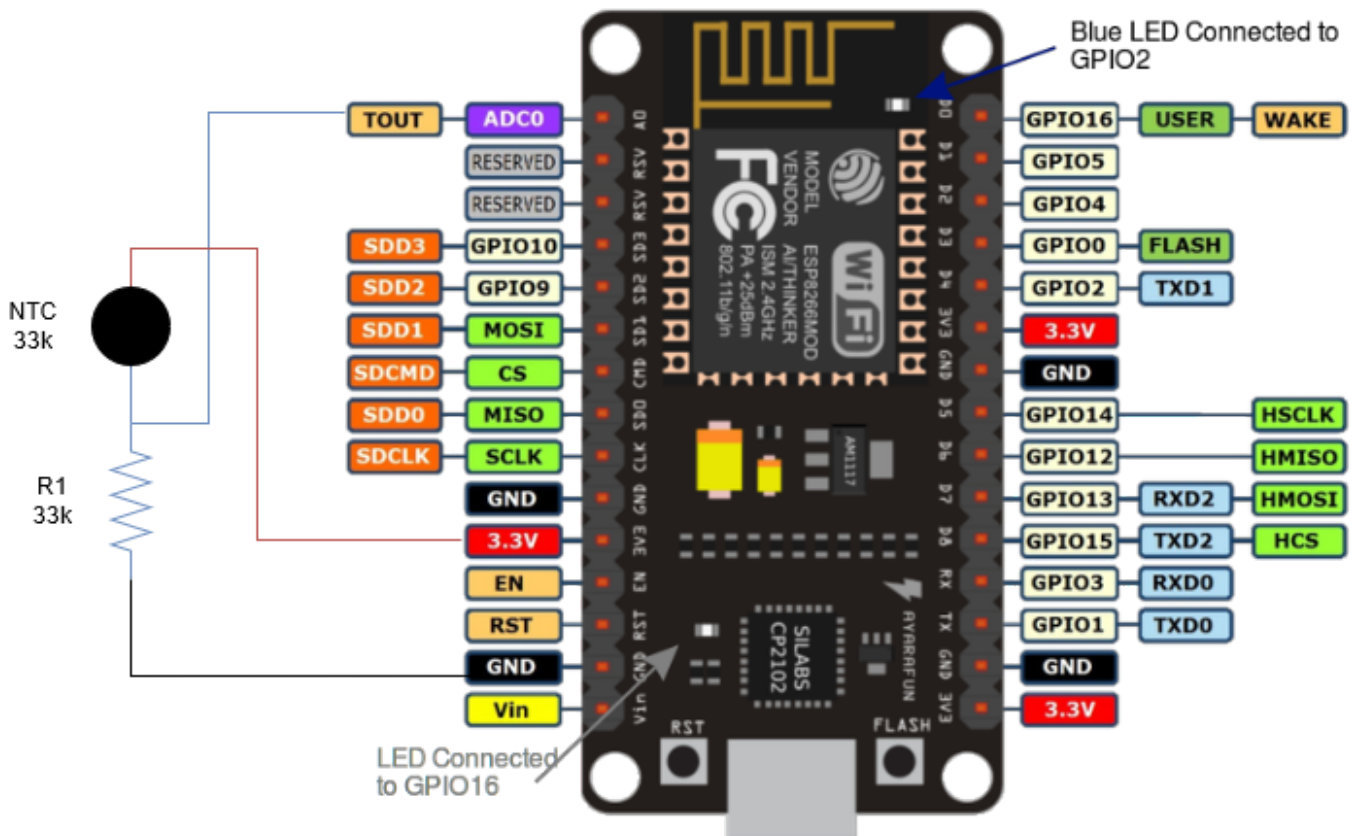 Blue LED Connected to
GPIO2
TOUT ADC0
RESERVED
RESERVED
SDD3 GPIO10
SDD2 GPIO9
SDD1 MOSI
SDCMD CS
SDD0 MISO
SDCLK SCLK
GND
3.3V
EN
RST
GND
Vin
NTC
33k
R1
33k
LED Connected
to GPIO16
A0
RSV
RSV
SD3
SD2
SD1
CMD
SD0
CLK
GND
3V3
EN
RST
GND
Vin
MODEL
VENDOR
ESP8266MOD
AI/THINKER
ISM 2.4GHz
PA +25dBm
802.11b/g/n
FC
WiFi
AM1117
SILABS
CP2102
AYARAFUN
RST
FLASH
D0
D1
D2
D3
D4
3V3
GND
D5
D6
D7
D8
RX
TX
GND
3V3
GPIO16 USER WAKE
GPIO5
GPIO4
GPIO0 FLASH
GPIO2 TXD1
3.3V
GND
GPIO14 HSCLK
GPIO12 HMISO
GPIO13 RXD2 HMOSI
GPIO15 TXD2 HCS
GPIO3 RXD0
GPIO1 TXD0
GND
3.3V